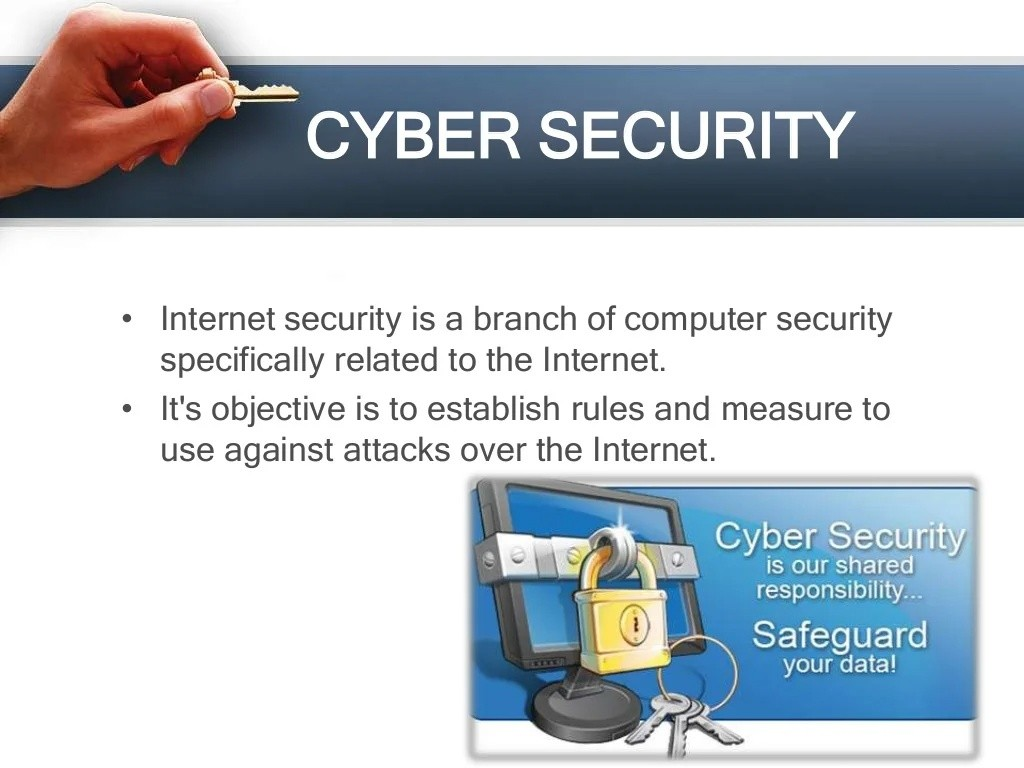 CYBER SECURITY
• Internet security is a branch of computer security
specifically related to the Internet.
• It's objective is to establish rules and measure to
use against attacks over the Internet.
Cyber Security
is our shared
responsibility...
Safeguard
your data!